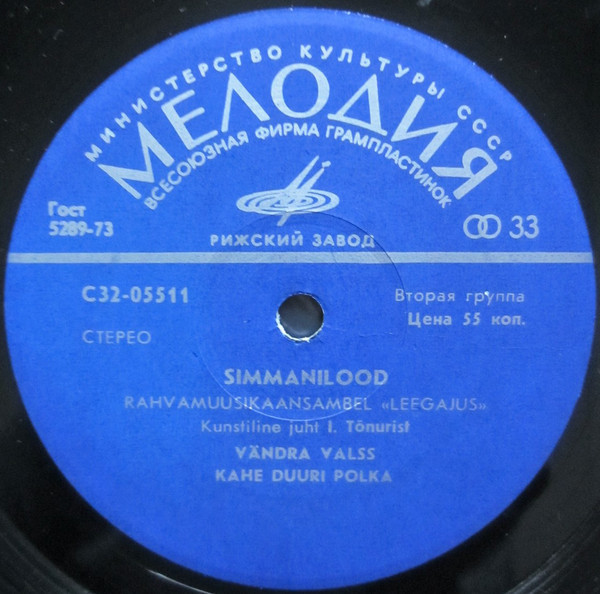 МИНИСТЕРСТВО КУЛЬТУРЫ СССР
МЕЛОДИЯ
ВСЕСОЮЗНАЯ ФИРМА ГРАМПЛАСТИНОК
Гост
5289-73
33
РИЖСКИЙ ЗАВОД
С32-05511
Вторая группа
Цена 55 коп.
СТЕРЕО
SIMMANILOOD
RAHVAMUUSIKAANSAMBEL «LEEGAJUS»
Kunstiline juht I. Tõnurist
VÄNDRA VALSS
KAHE DUURI POLKA